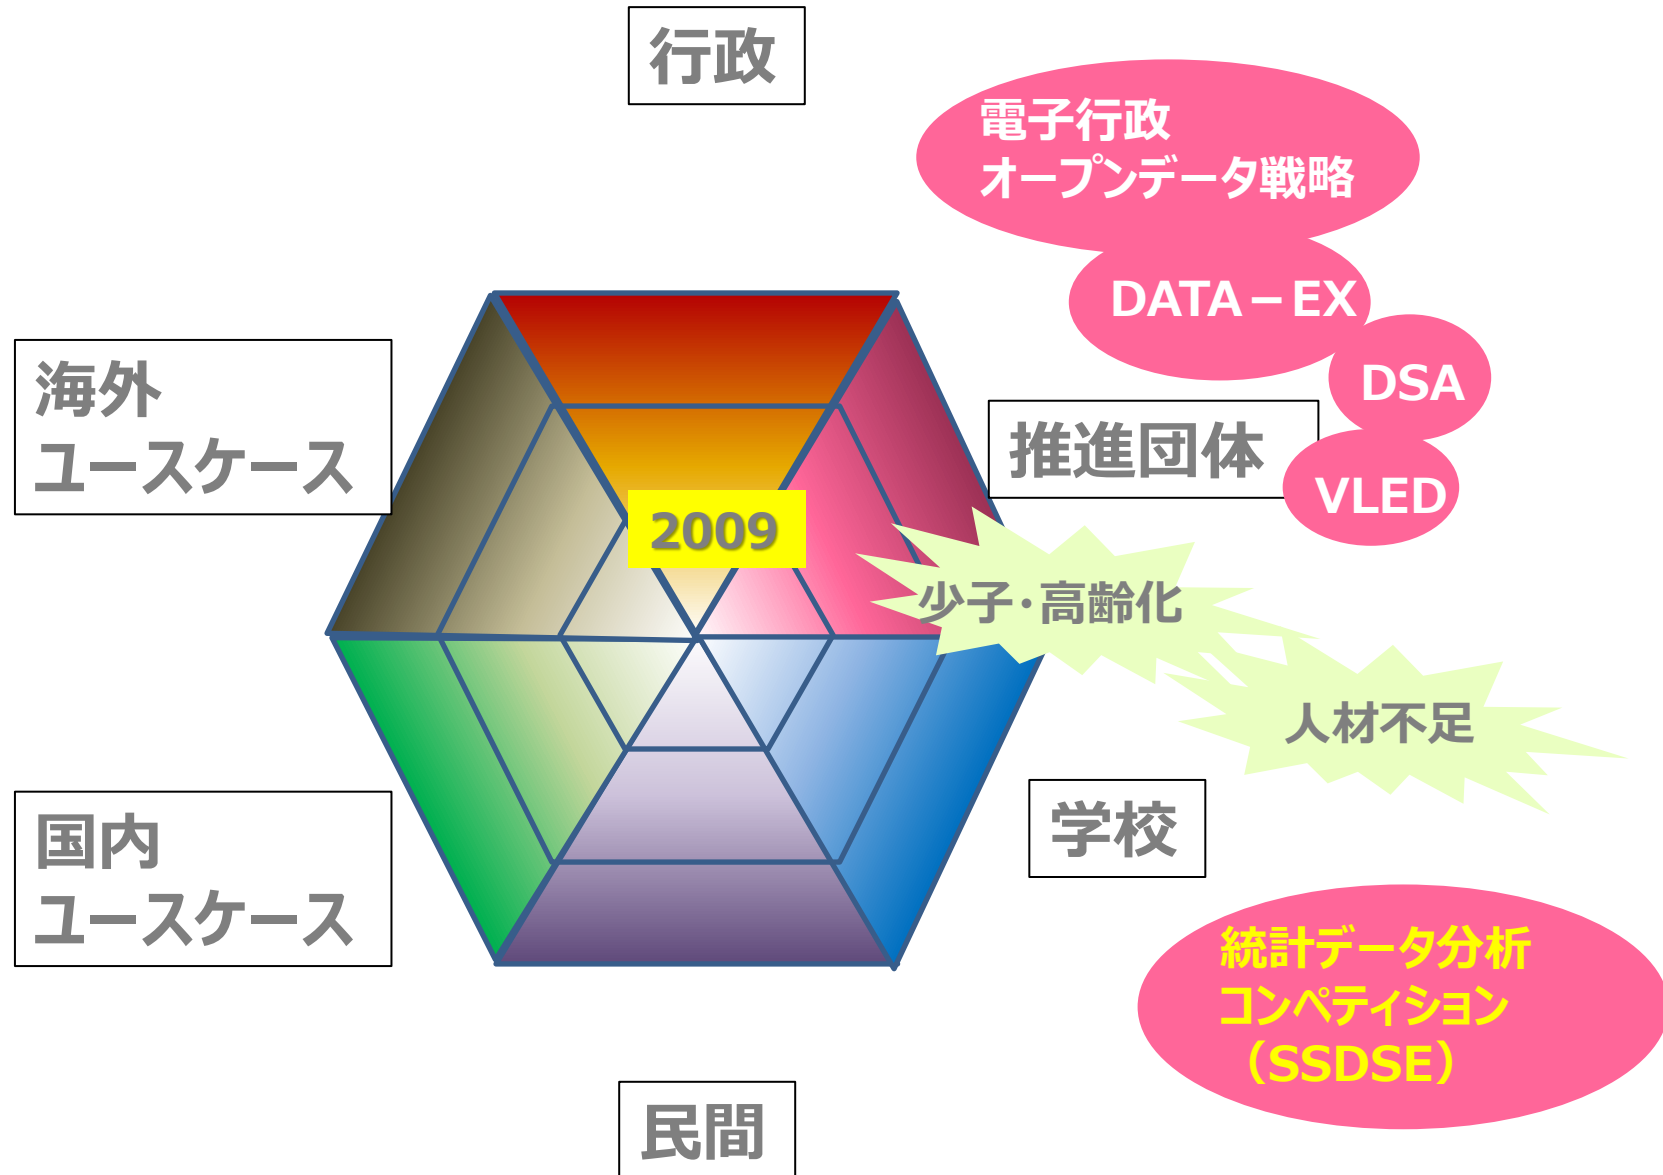 行政
電子行政
オープンデータ戦略
DATA－EX
DSA
海外
ユースケース
推進団体
VLED
2009
少子・高齢化
人材不足
国内
ユースケース
学校
統計データ分析
コンペティション
（SSDSE）
民間